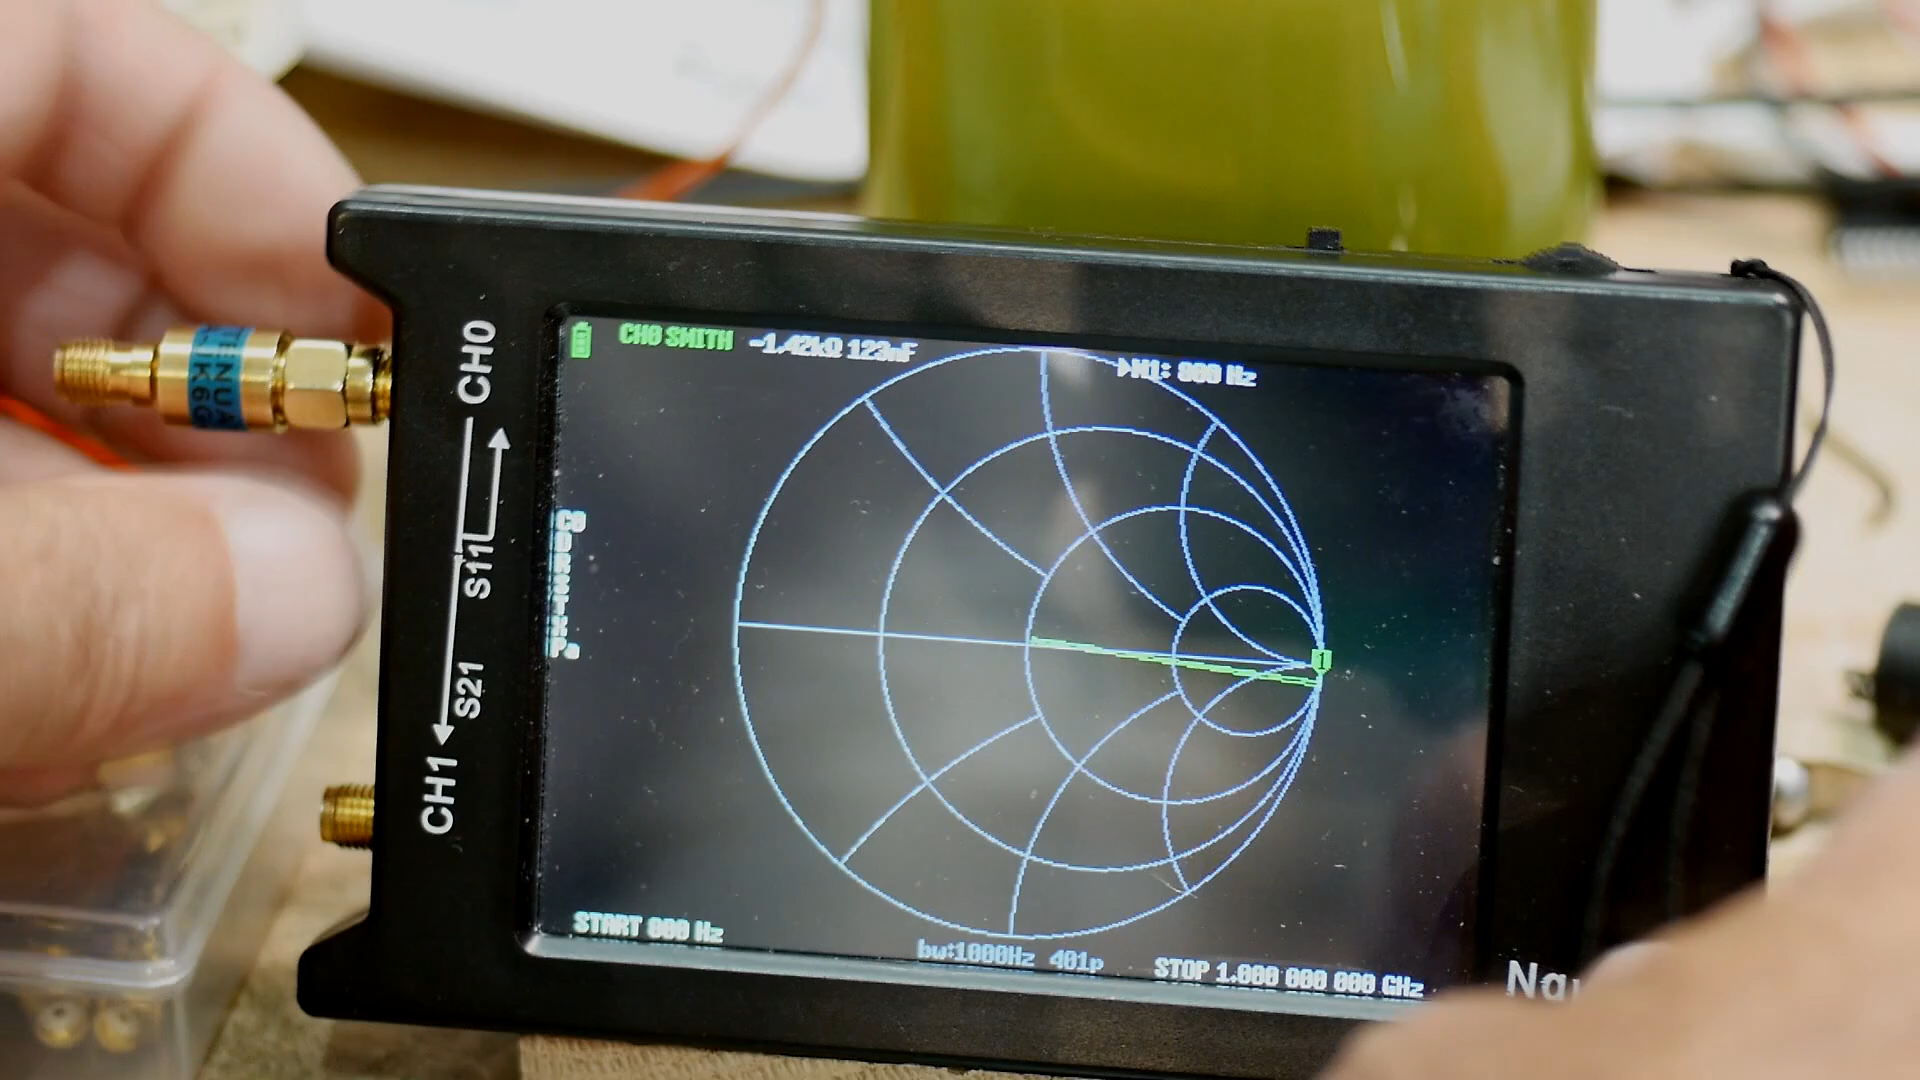 CH0 SMITH -1.42kΩ 123nF
M1: 800 Hz
CH0
S11
S21
CH1
START 800 Hz
bw:1000Hz 401p
STOP 1.000 000 000 GHz